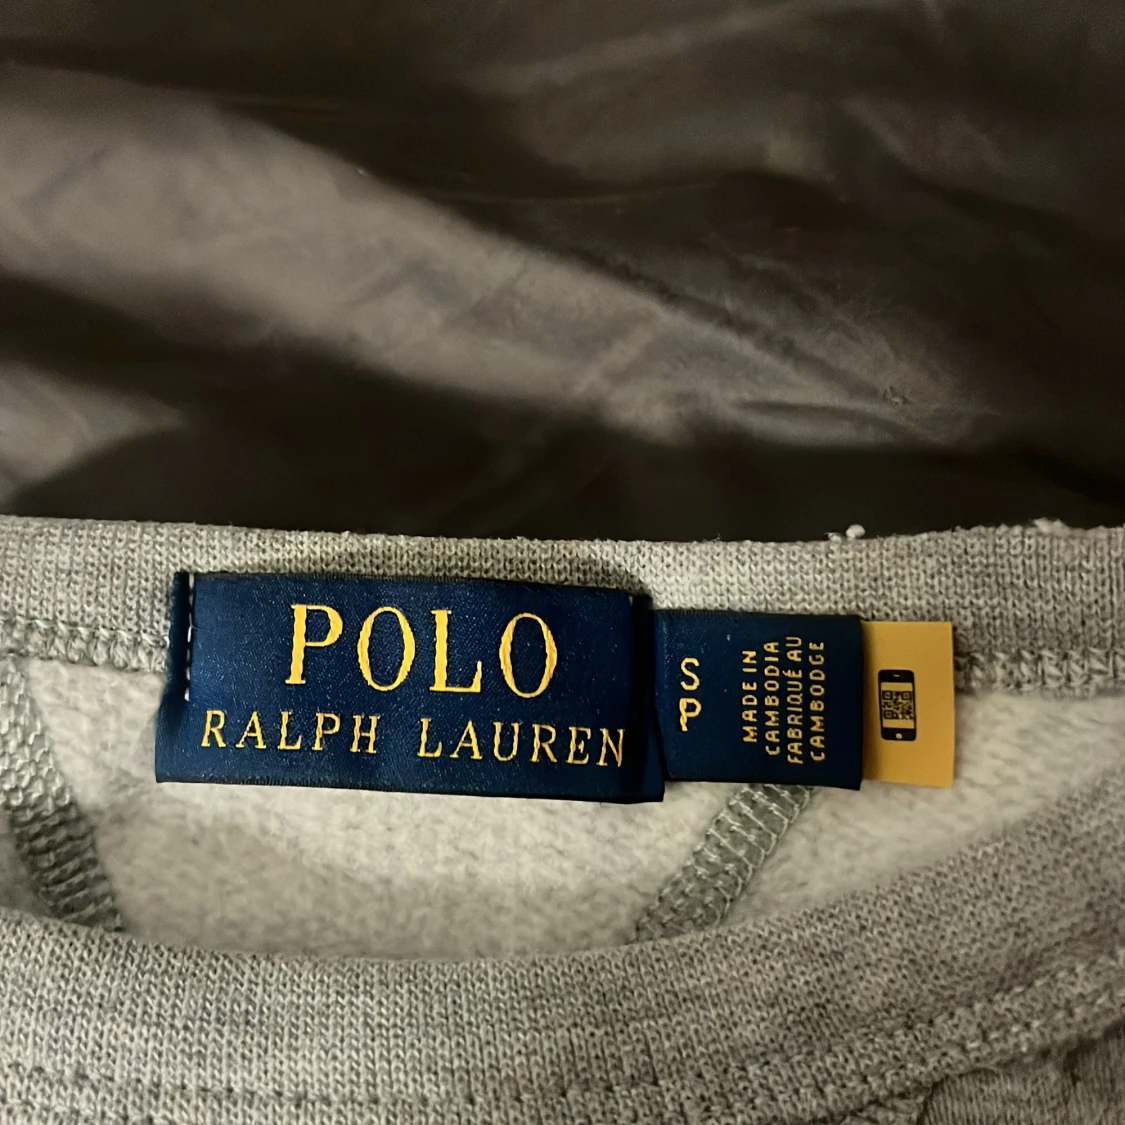 POLO
RALPH LAUREN
S
P
MADE IN
CAMBODIA
FABRIQUÉ AU
CAMBODGE